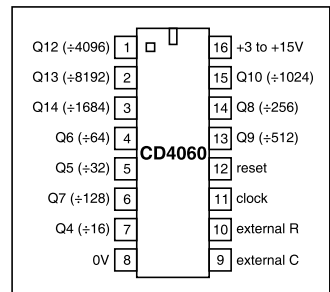 Q12 (÷4096) 1 16 +3 to +15V
Q13 (÷8192) 2 15 Q10 (÷1024)
Q14 (÷1684) 3 14 Q8 (÷256)
Q6 (÷64) 4 13 Q9 (÷512)
CD4060
Q5 (÷32) 5 12 reset
Q7 (÷128) 6 11 clock
Q4 (÷16) 7 10 external R
0V 8 9 external C